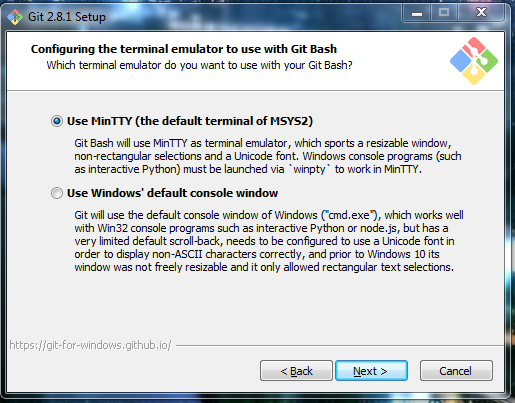 Git 2.8.1 Setup
Configuring the terminal emulator to use with Git Bash
Which terminal emulator do you want to use with your Git Bash?
Use MinTTY (the default terminal of MSYS2)
Git Bash will use MinTTY as terminal emulator, which sports a resizable window,
non-rectangular selections and a Unicode font. Windows console programs (such
as interactive Python) must be launched via `winpty` to work in MinTTY.
Use Windows' default console window
Git will use the default console window of Windows ("cmd.exe"), which works well
with Win32 console programs such as interactive Python or node.js, but has a
very limited default scroll-back, needs to be configured to use a Unicode font in
order to display non-ASCII characters correctly, and prior to Windows 10 its
window was not freely resizable and it only allowed rectangular text selections.
https://git-for-windows.github.io/
< Back Next > Cancel